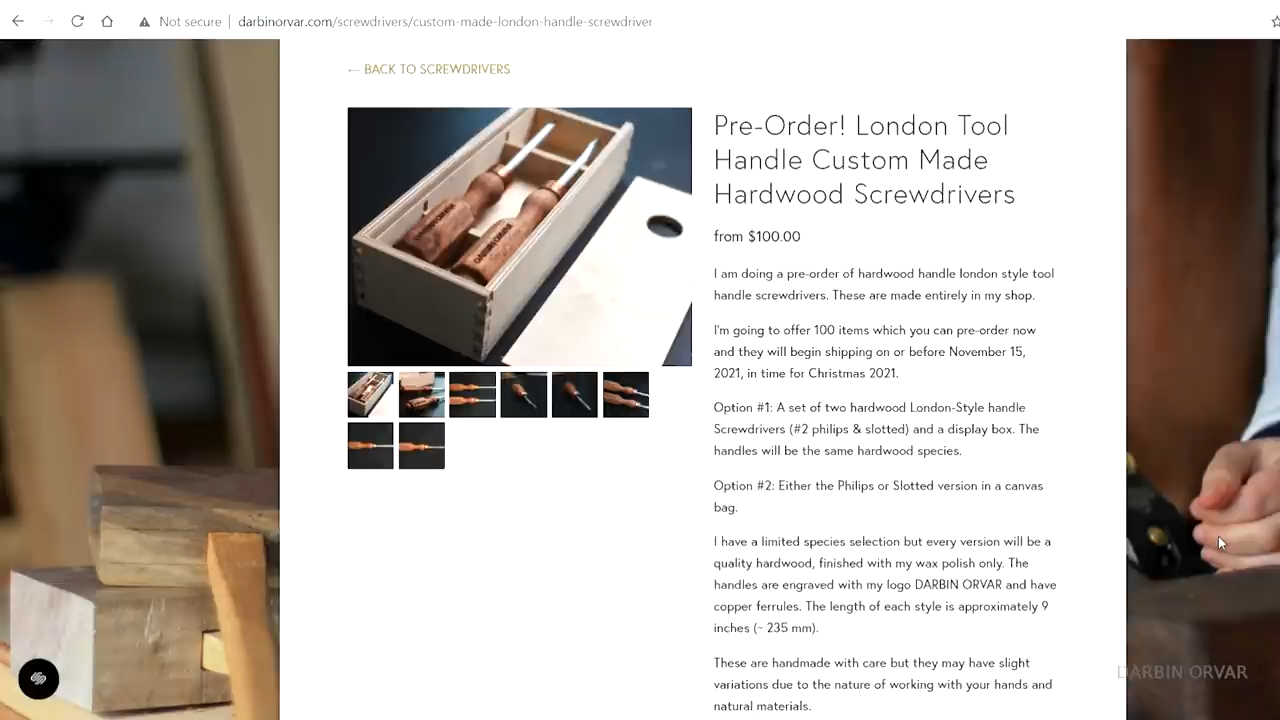 Not secure
darbinorvar.com/screwdrivers/custom-made-london-handle-screwdriver
← BACK TO SCREWDRIVERS
Pre-Order! London Tool
Handle Custom Made
Hardwood Screwdrivers
from $100.00
I am doing a pre-order of hardwood handle london style tool
handle screwdrivers. These are made entirely in my shop.
I'm going to offer 100 items which you can pre-order now
and they will begin shipping on or before November 15,
2021, in time for Christmas 2021.
Option #1: A set of two hardwood London-Style handle
Screwdrivers (#2 philips & slotted) and a display box. The
handles will be the same hardwood species.
Option #2: Either the Philips or Slotted version in a canvas
bag.
I have a limited species selection but every version will be a
quality hardwood, finished with my wax polish only. The
handles are engraved with my logo DARBIN ORVAR and have
copper ferrules. The length of each style is approximately 9
inches (~ 235 mm).
These are handmade with care but they may have slight
variations due to the nature of working with your hands and
natural materials.
DARBIN ORVAR